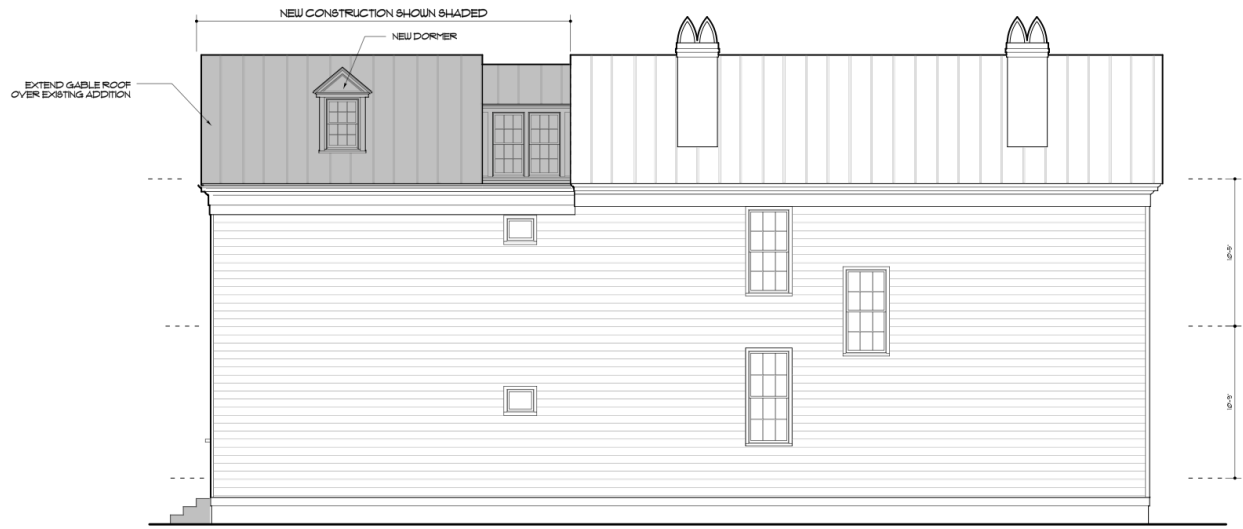 NEW CONSTRUCTION SHOWN SHADED
NEW DORMER
EXTEND GABLE ROOF
OVER EXISTING ADDITION